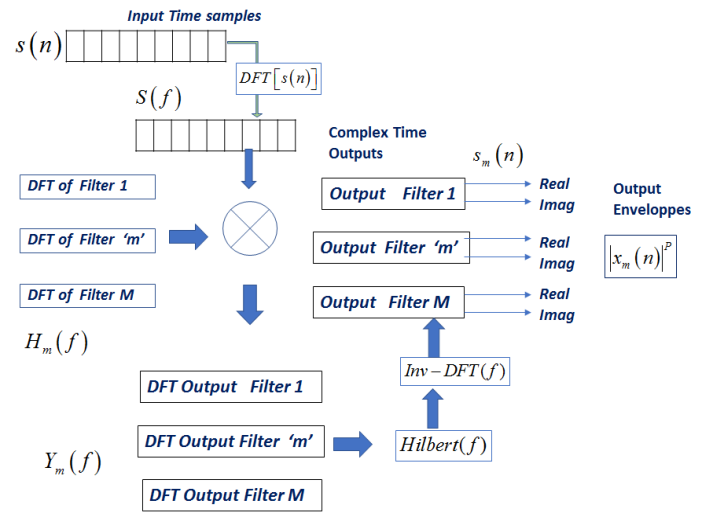 Input Time samples
s(n)
DFT[s(n)]
S(f)
Complex Time
Outputs
s_m(n)
DFT of Filter 1
Output Filter 1
Real
Imag
Output
Enveloppes
DFT of Filter ‘m’
Output Filter ‘m’
Real
Imag
|x_m(n)|^P
DFT of Filter M
Output Filter M
Real
Imag
H_m(f)
Inv-DFT(f)
DFT Output Filter 1
DFT Output Filter ‘m’
Hilbert(f)
Y_m(f)
DFT Output Filter M